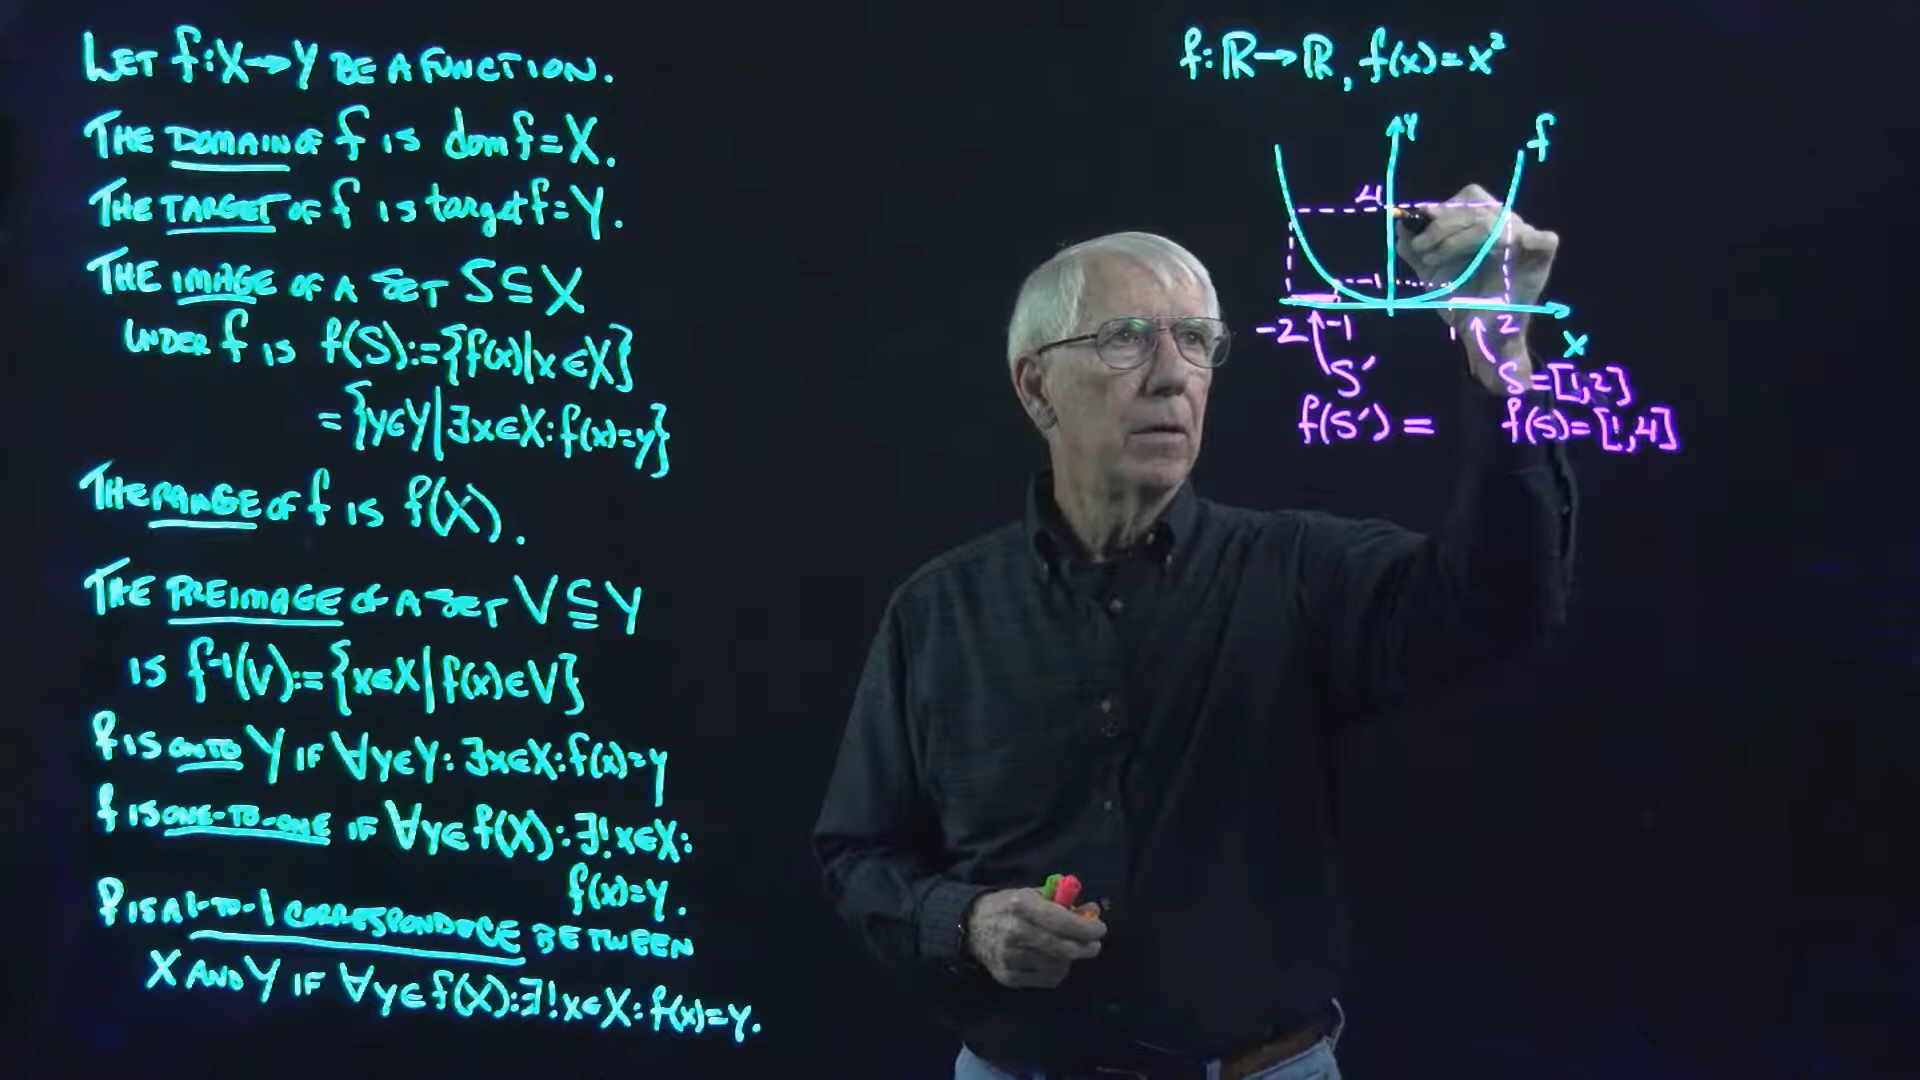 LET f:X→Y BE A FUNCTION.
THE DOMAIN OF f IS dom f = X.
THE TARGET OF f IS target f = Y.
THE IMAGE OF A SET S ⊆ X
UNDER f IS f(S):={f(x)|x∈X}
={y∈Y|∃x∈X:f(x)=y}
THE RANGE OF f IS f(X).
THE PREIMAGE OF A SET V ⊆ Y
IS f⁻¹(V):={x∈X|f(x)∈V}
f IS ONTO Y IF ∀y∈Y: ∃x∈X:f(x)=y
f IS ONE-TO-ONE IF ∀y∈f(X):∃!x∈X:
f(x)=y.
f IS A 1-TO-1 CORRESPONDECE BETWEEN
X AND Y IF ∀y∈f(X):∃!x∈X:f(x)=y.
f:ℝ→ℝ, f(x)=x²
y
f
4
1
-2 -1 1 2
x
S′
S=[1,2]
f(S′) = f(S)=[1,4]